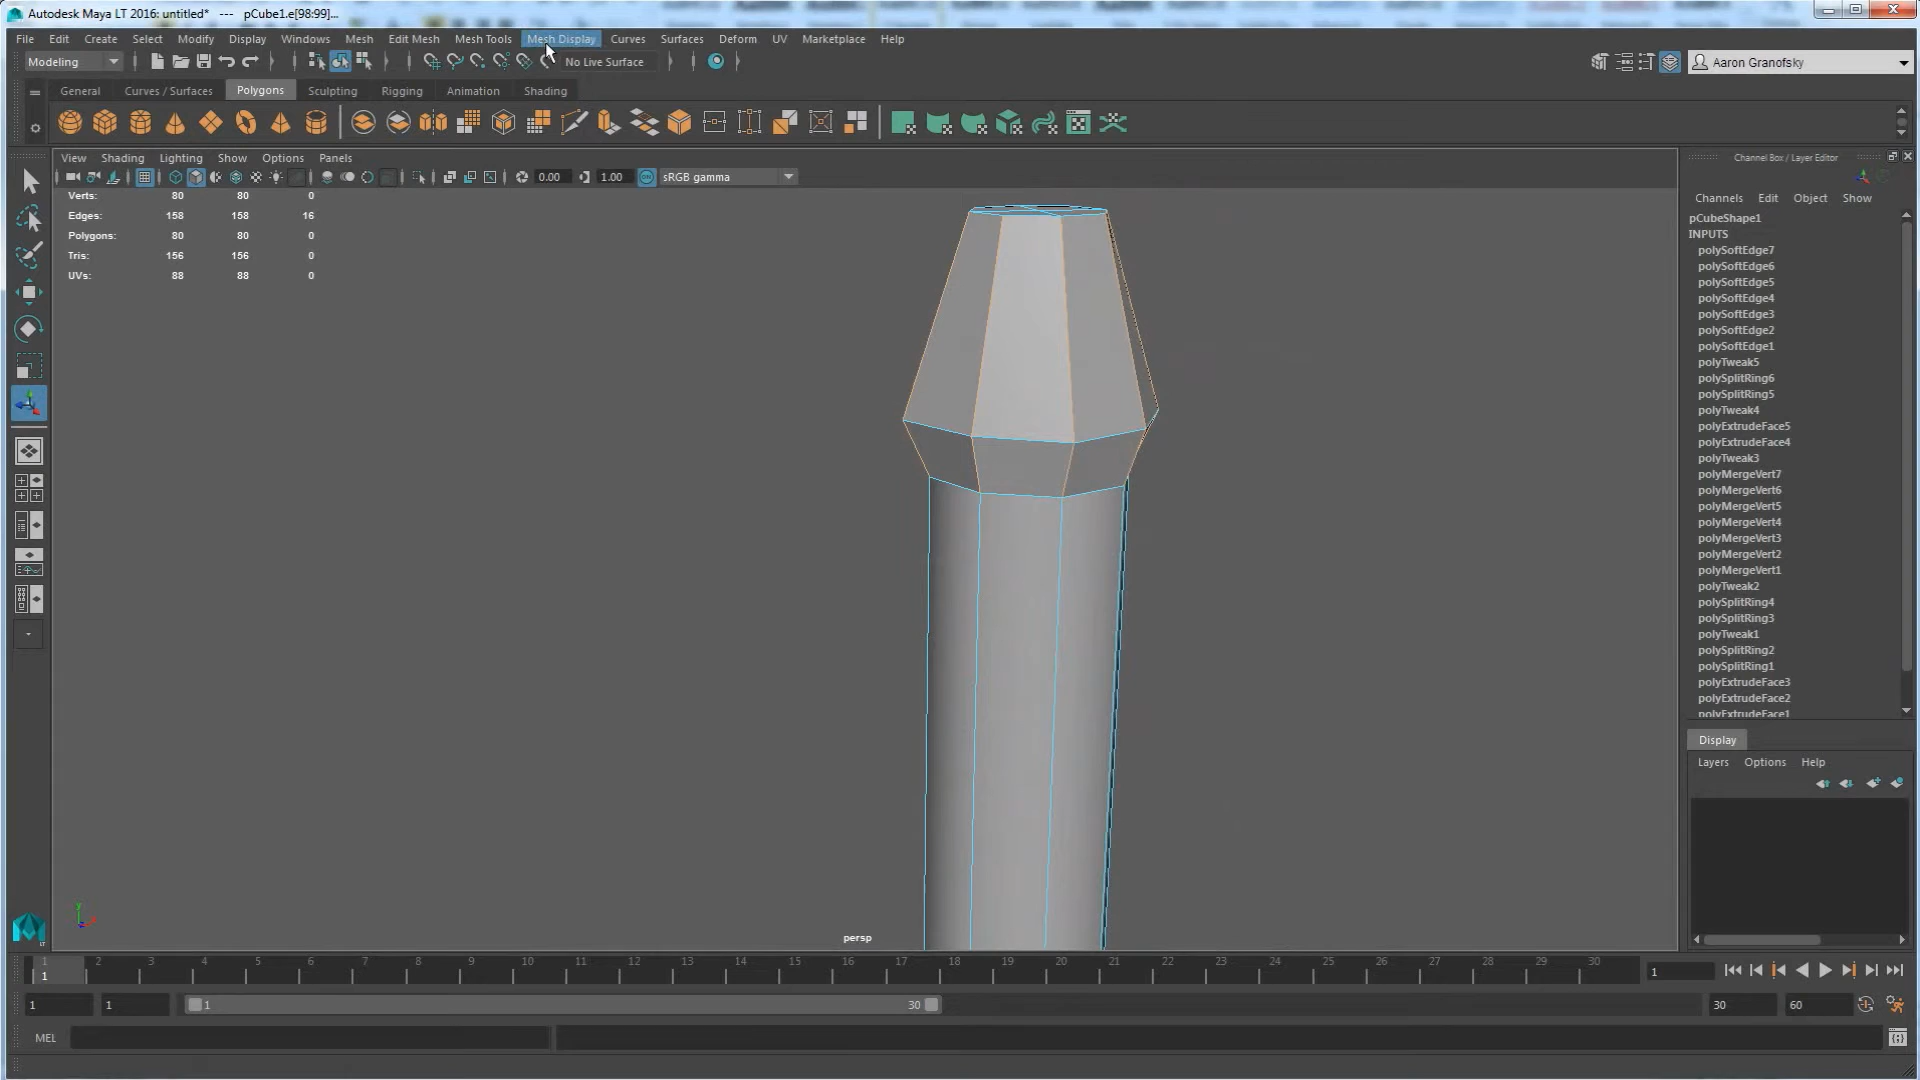 Autodesk Maya LT 2016: untitled*   ---   pCube1.e[98:99]...
File Edit Create Select Modify Display Windows Mesh Edit Mesh Mesh Tools Mesh Display Curves Surfaces Deform UV Marketplace Help
Modeling No Live Surface Aaron Granofsky
General Curves / Surfaces Polygons Sculpting Rigging Animation Shading
View Shading Lighting Show Options Panels
Channel Box / Layer Editor
0.00 1.00 sRGB gamma
Verts: 80 80 0
Edges: 158 158 16
Polygons: 80 80 0
Tris: 156 156 0
UVs: 88 88 0
Channels Edit Object Show
pCubeShape1
INPUTS
polySoftEdge7
polySoftEdge6
polySoftEdge5
polySoftEdge4
polySoftEdge3
polySoftEdge2
polySoftEdge1
polyTweak5
polySplitRing6
polySplitRing5
polyTweak4
polyExtrudeFace5
polyExtrudeFace4
polyTweak3
polyMergeVert7
polyMergeVert6
polyMergeVert5
polyMergeVert4
polyMergeVert3
polyMergeVert2
polyMergeVert1
polyTweak2
polySplitRing4
polySplitRing3
polyTweak1
polySplitRing2
polySplitRing1
polyExtrudeFace3
polyExtrudeFace2
polyExtrudeFace1
Display
Layers Options Help
y
LT
persp
1 2 3 4 5 6 7 8 9 10 11 12 13 14 15 16 17 18 19 20 21 22 23 24 25 26 27 28 29 30
1 1
1 1 1 30 30 60
MEL